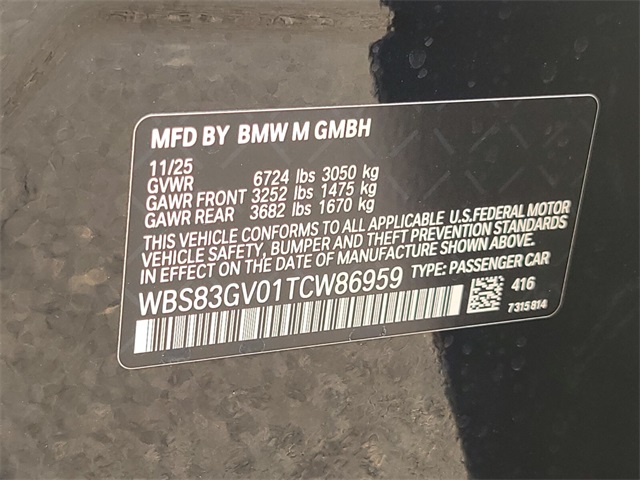 MFD BY BMW M GMBH
11/25
GVWR 6724 lbs 3050 kg
GAWR FRONT 3252 lbs 1475 kg
GAWR REAR 3682 lbs 1670 kg
THIS VEHICLE CONFORMS TO ALL APPLICABLE U.S.FEDERAL MOTOR
VEHICLE SAFETY, BUMPER AND THEFT PREVENTION STANDARDS
IN EFFECT ON THE DATE OF MANUFACTURE SHOWN ABOVE.
WBS83GV01TCW86959 TYPE: PASSENGER CAR
416
7315814